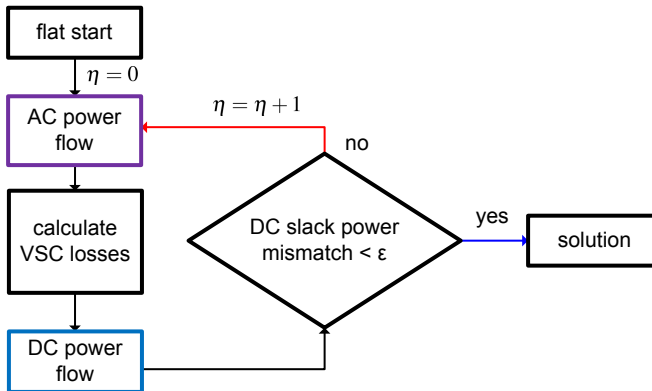 flat start
η = 0
AC power
flow
calculate
VSC losses
DC power
flow
η = η + 1
no
DC slack power
mismatch < ε
yes
solution